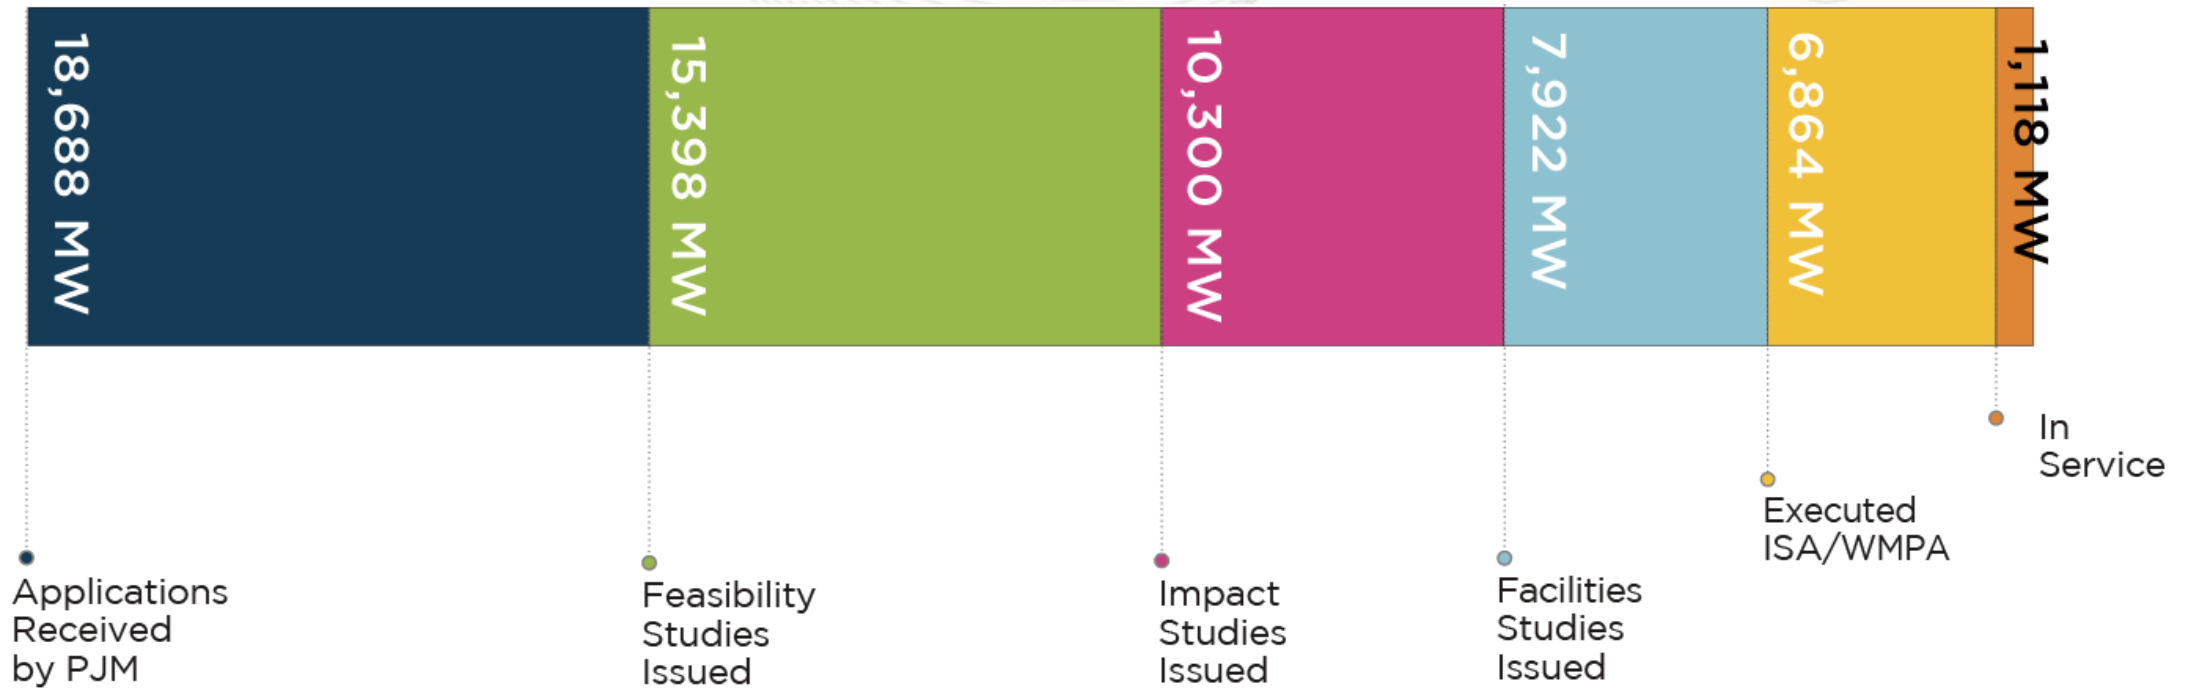 18,688 MW
15,398 MW
10,300 MW
7,922 MW
6,864 MW
1,118 MW
Applications
Received
by PJM
Feasibility
Studies
Issued
Impact
Studies
Issued
Facilities
Studies
Issued
Executed
ISA/WMPA
In
Service